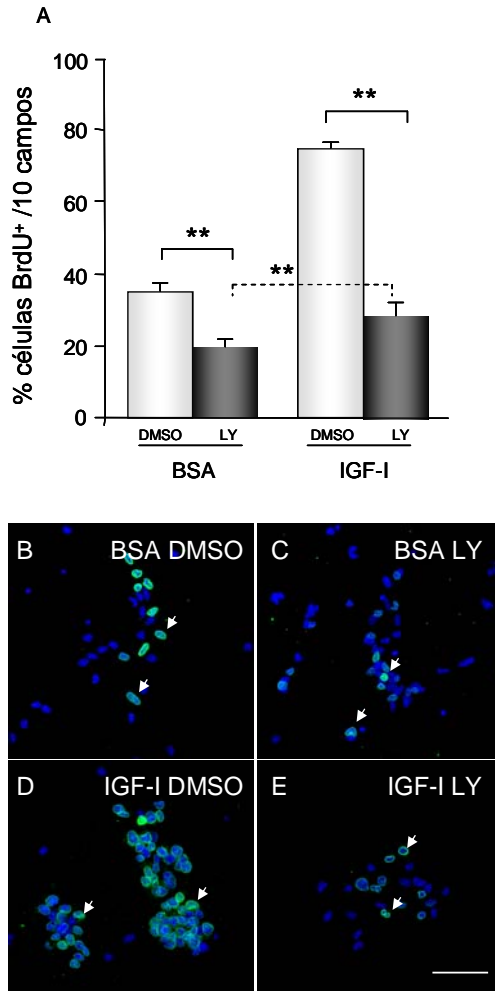 A
% células BrdU⁺ /10 campos
100
80
60
40
20
0
**
**
**
DMSO LY DMSO LY
BSA IGF-I
B BSA DMSO
C BSA LY
D IGF-I DMSO
E IGF-I LY